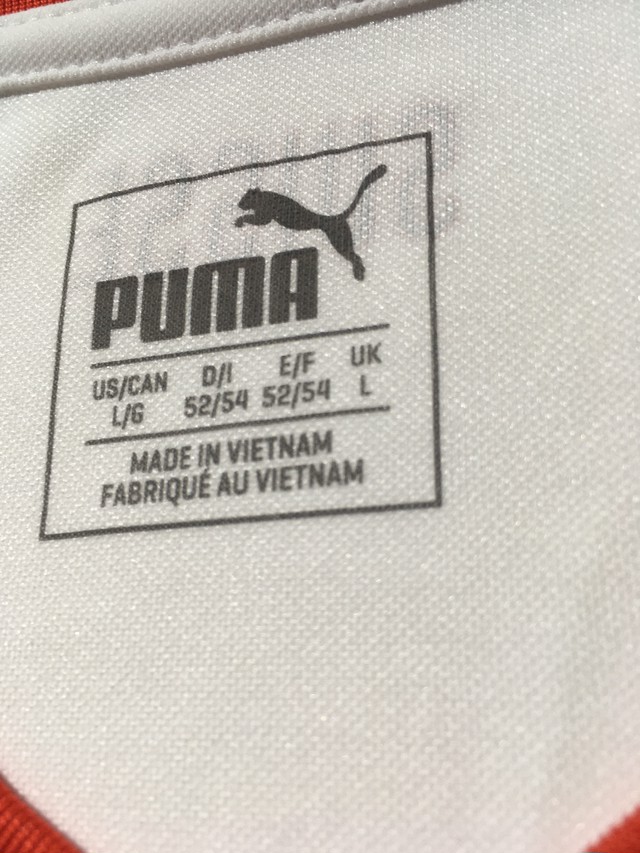 PUMA
US/CAN D/I E/F UK
L/G 52/54 52/54 L
MADE IN VIETNAM
FABRIQUÉ AU VIETNAM